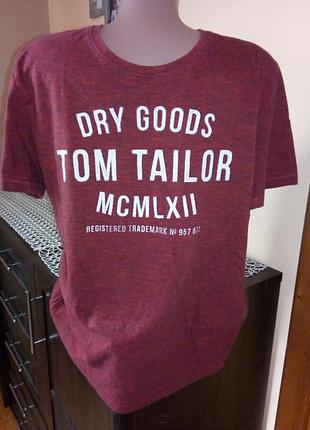 DRY GOODS
TOM TAILOR
MCMLXII
REGISTERED TRADEMARK Nº 957